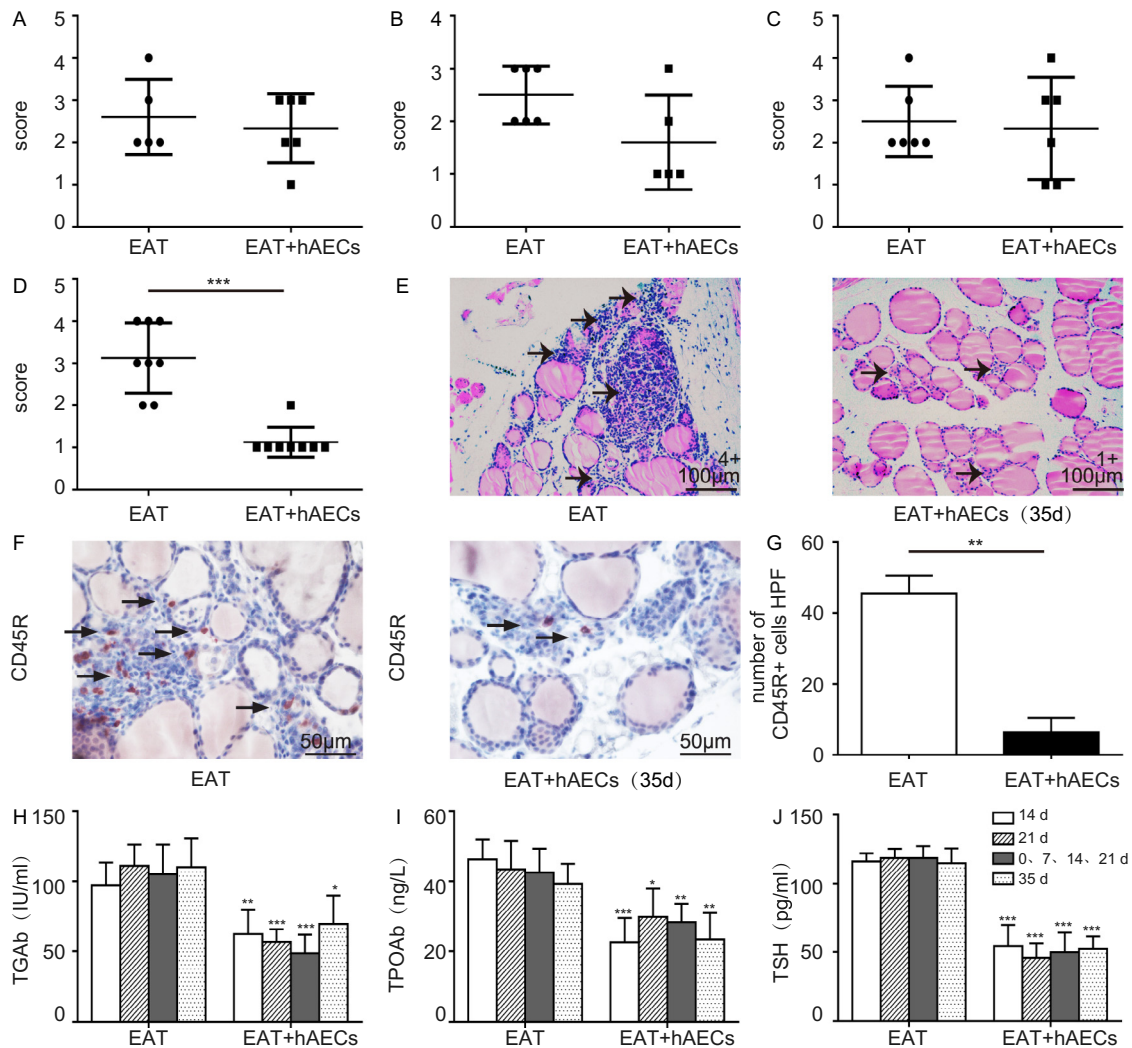 A
5
4
3
2
1
0
score
EAT
EAT+hAECs
B
4
3
2
1
0
score
EAT
EAT+hAECs
C
5
4
3
2
1
0
score
EAT
EAT+hAECs
D
5
4
3
2
1
0
score
***
EAT
EAT+hAECs
E
4+
100μm
EAT
1+
100μm
EAT+hAECs（35d）
F
CD45R
50μm
EAT
CD45R
50μm
EAT+hAECs（35d）
G
60
40
20
0
number of
CD45R+ cells HPF
**
EAT
EAT+hAECs
H
150
100
50
0
TGAb（IU/ml）
** *** *** *
EAT
EAT+hAECs
I
60
40
20
0
TPOAb（ng/L）
*** * ** **
EAT
EAT+hAECs
J
150
100
50
0
TSH（pg/ml）
14 d
21 d
0、7、14、21 d
35 d
*** *** *** ***
EAT
EAT+hAECs